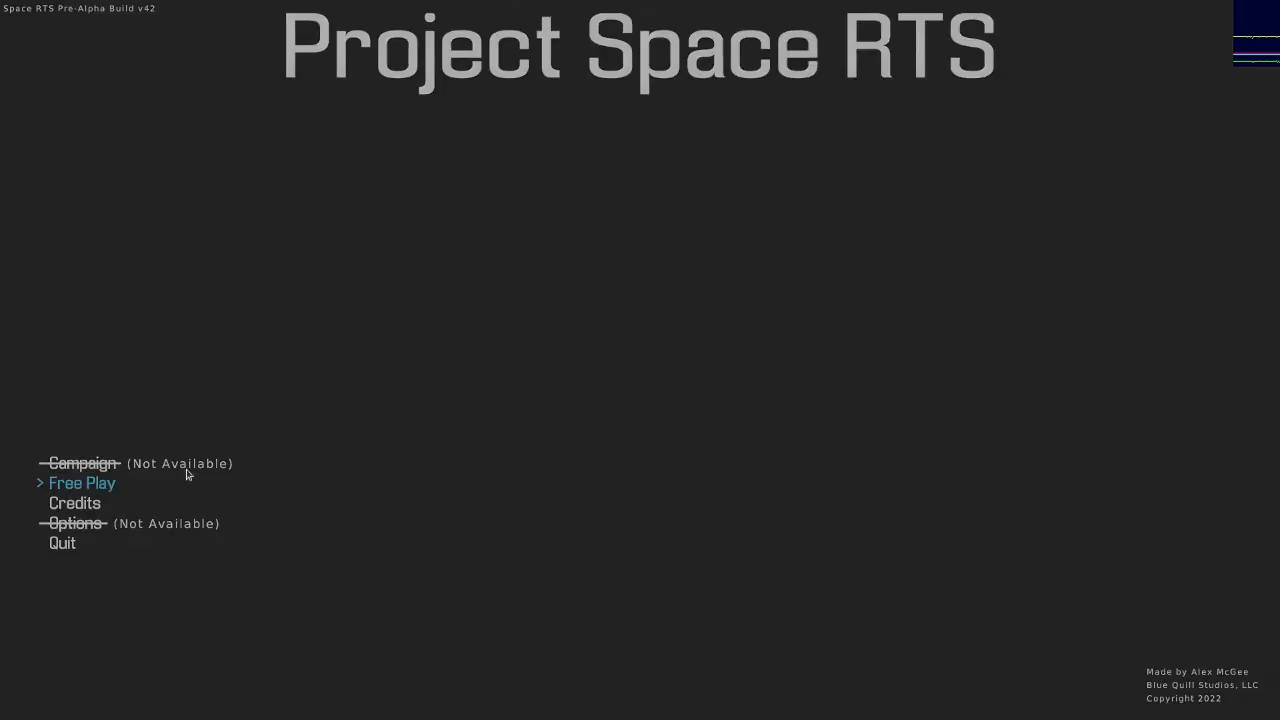 Space RTS Pre-Alpha Build v42
Project Space RTS
Campaign (Not Available)
> Free Play
Credits
Options (Not Available)
Quit
Made by Alex McGee
Blue Quill Studios, LLC
Copyright 2022